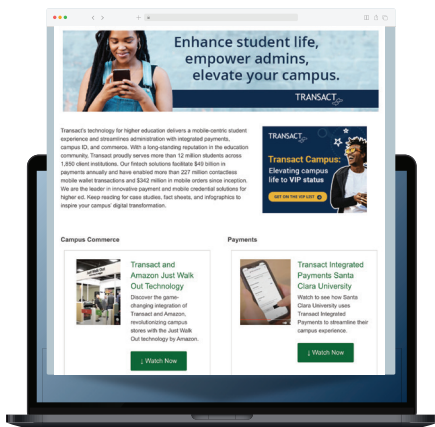 Enhance student life,
empower admins,
elevate your campus.
TRANSACT
Transact's technology for higher education delivers a mobile-centric student
experience and streamlines administration with integrated payments,
campus ID, and commerce. With a long-standing reputation in the education
community, Transact proudly serves more than 12 million students across
1,850 client institutions. Our fintech solutions facilitate $49 billion in
payments annually and have enabled more than 227 million contactless
mobile wallet transactions and $342 million in mobile orders since inception.
We are the leader in innovative payment and mobile credential solutions for
higher ed. Keep reading for case studies, fact sheets, and infographics to
inspire your campus' digital transformation.
TRANSACT
Transact Campus:
Elevating campus
life to VIP status
GET ON THE VIP LIST
Campus Commerce
Transact and
Amazon Just Walk
Out Technology
Discover the game-
changing integration of
Transact and Amazon,
revolutionizing campus
stores with the Just Walk
Out technology by Amazon.
↓ Watch Now
Payments
Transact Integrated
Payments Santa
Clara University
Watch to see how Santa
Clara University uses
Transact Integrated
Payments to streamline their
campus experience.
↓ Watch Now